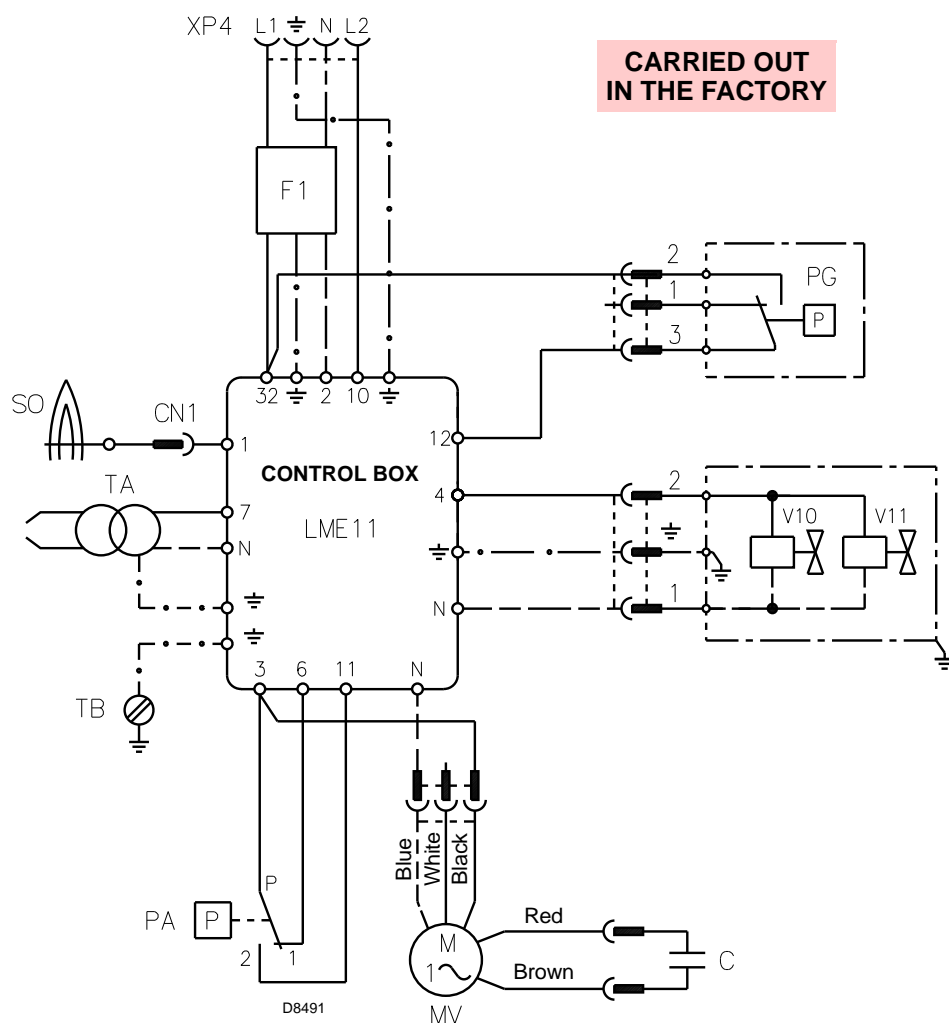 XP4 L1 N L2
CARRIED OUT
IN THE FACTORY
F1
2
PG
1
P
3
32 2 10
SO
CN1
1
12
TA
CONTROL BOX
4
2
7
LME11
V10 V11
N
N
1
3 6 11 N
TB
Blue
White
Black
P
PA P
2 1
Red
M
1
Brown
C
D8491
MV